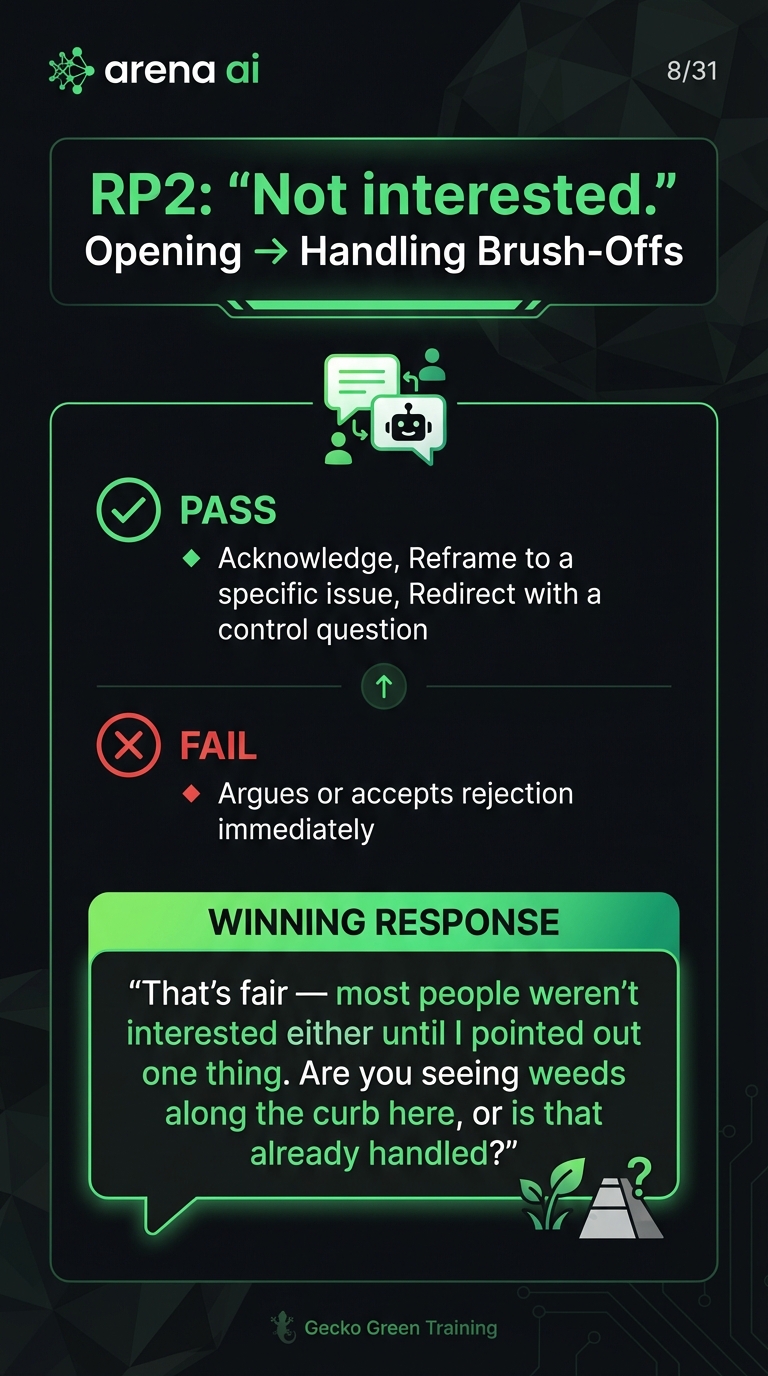 arena ai
8/31
RP2: “Not interested.”
Opening → Handling Brush-Offs
PASS
Acknowledge, Reframe to a
specific issue, Redirect with a
control question
FAIL
Argues or accepts rejection
immediately
WINNING RESPONSE
“That’s fair — most people weren’t
interested either until I pointed out
one thing. Are you seeing weeds
along the curb here, or is that
already handled?”
?
Gecko Green Training